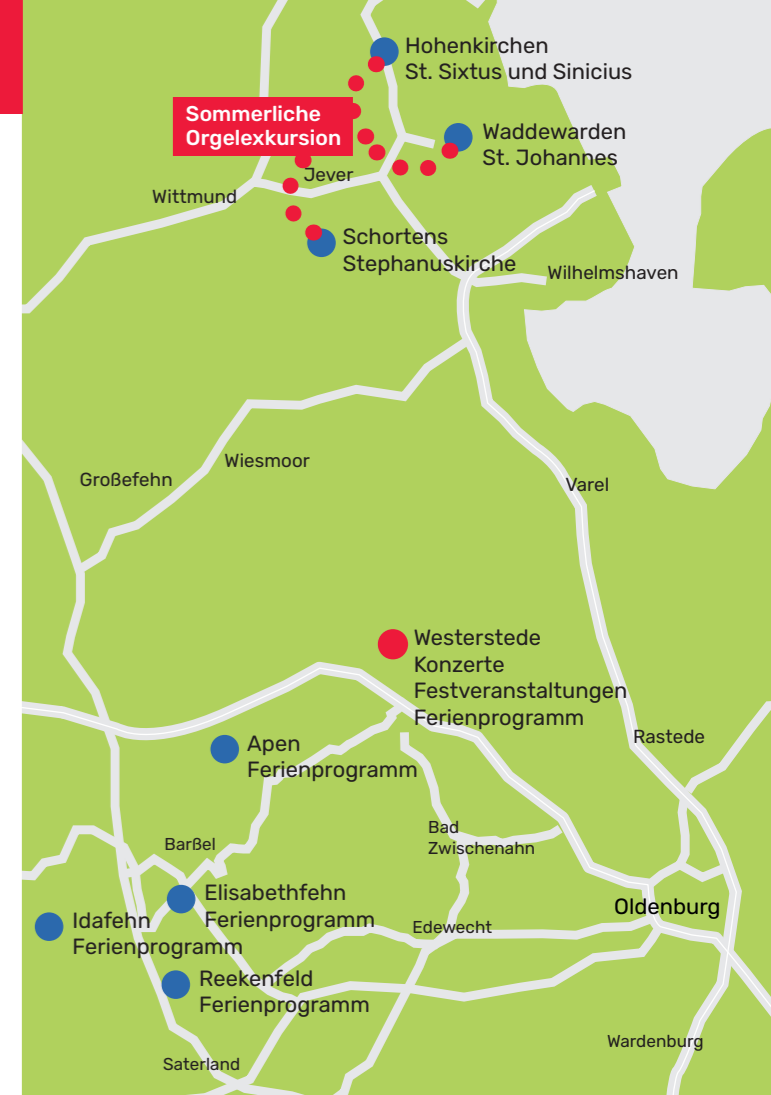 Hohenkirchen
St. Sixtus und Sinicius
Sommerliche
Orgelexkursion
Waddewarden
St. Johannes
Jever
Wittmund
Schortens
Stephanuskirche
Wilhelmshaven
Wiesmoor
Großefehn
Varel
Westerstede
Konzerte
Festveranstaltungen
Ferienprogramm
Rastede
Apen
Ferienprogramm
Bad
Zwischenahn
Barßel
Elisabethfehn
Ferienprogramm
Oldenburg
Idafehn
Ferienprogramm
Edewecht
Reekenfeld
Ferienprogramm
Wardenburg
Saterland